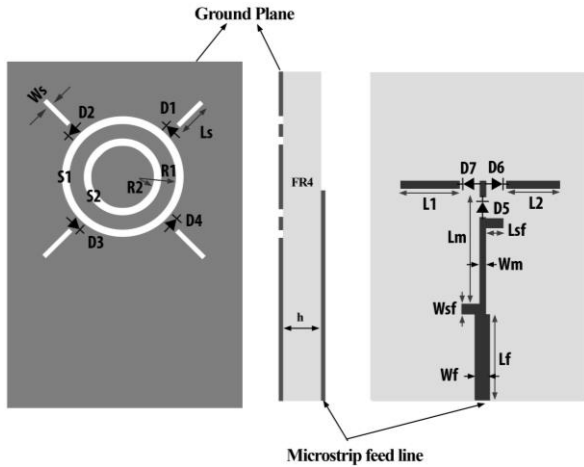 Ground Plane
Ws
D2
D1
Ls
S1
S2
R1
R2
D3
D4
FR4
h
D7
D6
L1
L2
D5
Lm
Lsf
Wm
Wsf
Wf
Lf
Microstrip feed line